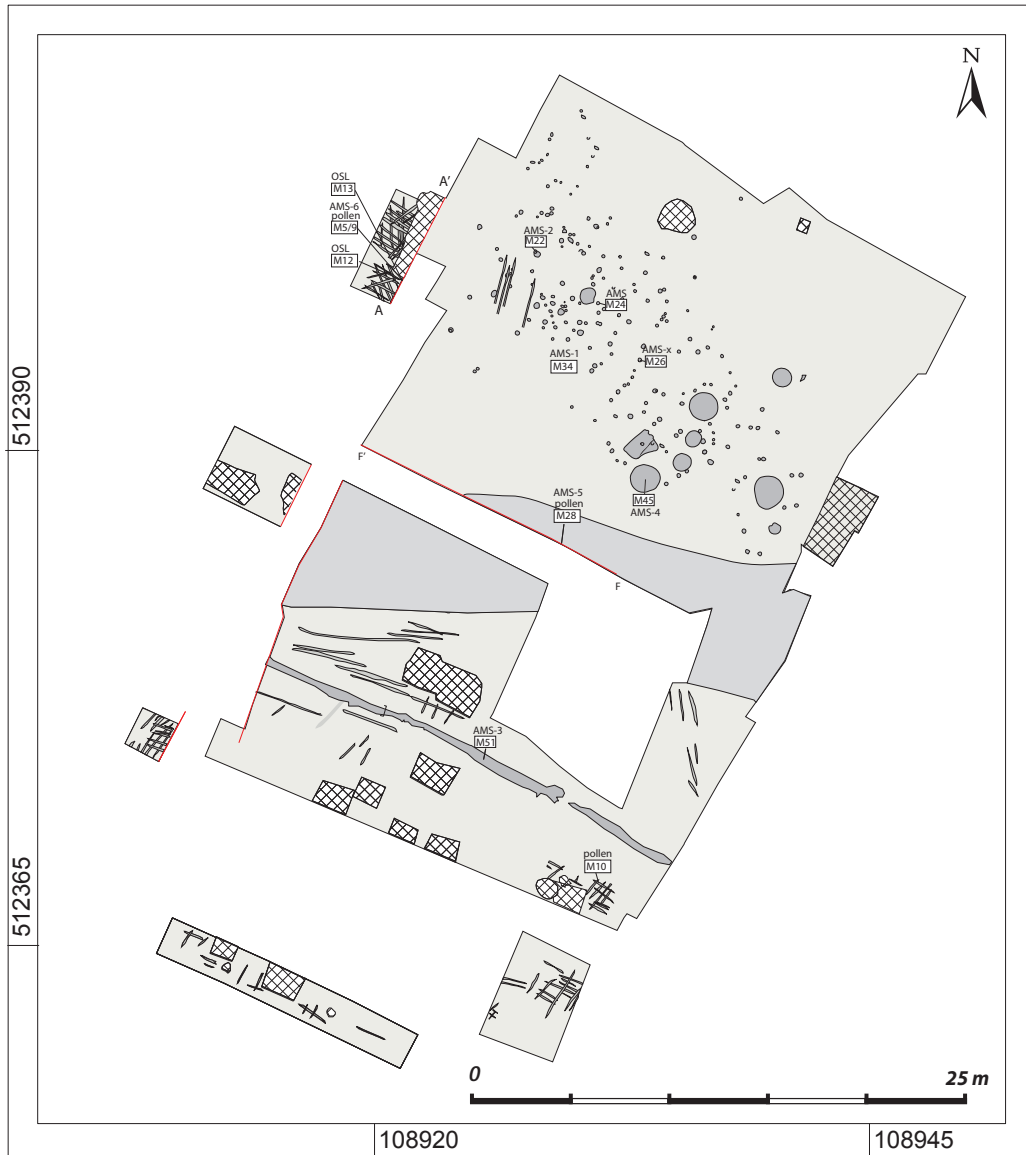 N
A'
OSL
M13
AMS-6
pollen
M5/9
OSL
M12
A
AMS-2
M22
AMS
M24
AMS-1
M34
AMS-x
M26
512390
F'
AMS-5
pollen
M28
M45
AMS-4
F
AMS-3
M51
pollen
M10
512365
0
25 m
108920
108945